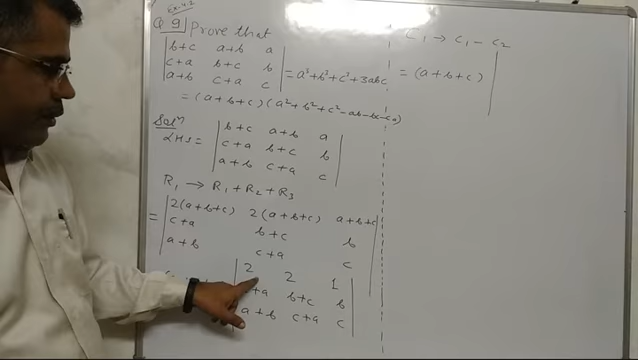 Ex-4.2
Q 9] Prove that
| b+c a+b a |
| c+a b+c b |
| a+b c+a c | = a³+b³+c³+3abc
= (a+b+c) (a²+b²+c²-ab-bc-ca)
Solⁿ
LHS = | b+c a+b a |
| c+a b+c b |
| a+b c+a c |
R₁ → R₁+R₂+R₃
= | 2(a+b+c) 2(a+b+c) a+b+c |
| c+a b+c b |
| a+b c+a c |
| 2 2 1 |
+a b+c b |
a+b c+a c |
C₁ → C₁-C₂
= (a+b+c) |